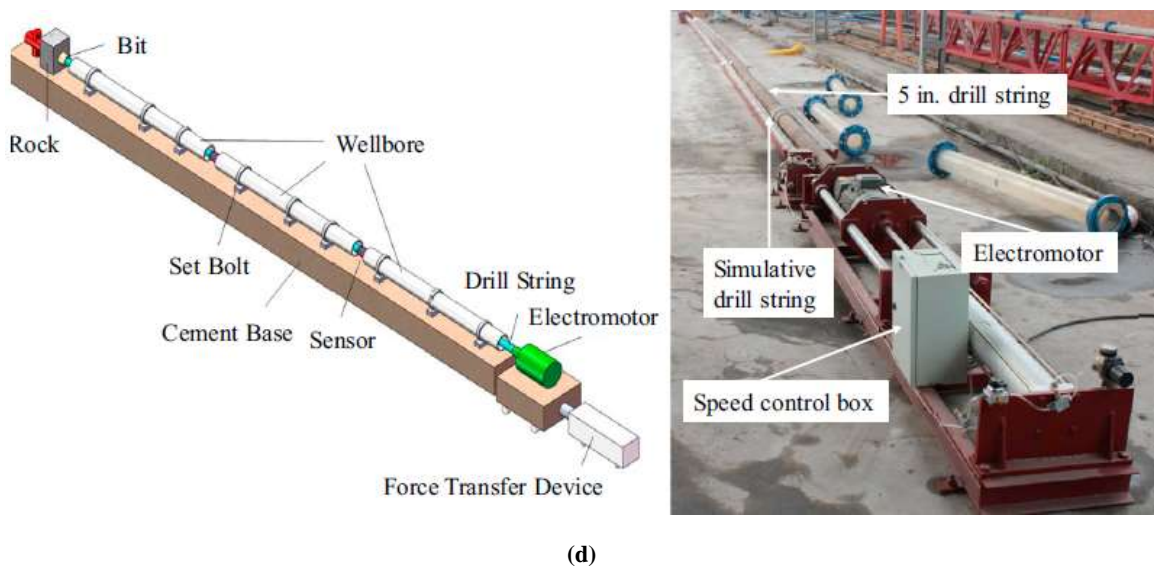 Bit
Rock
Wellbore
Set Bolt
Cement Base
Sensor
Drill String
Electromotor
Force Transfer Device
5 in. drill string
Simulative
drill string
Electromotor
Speed control box
(d)